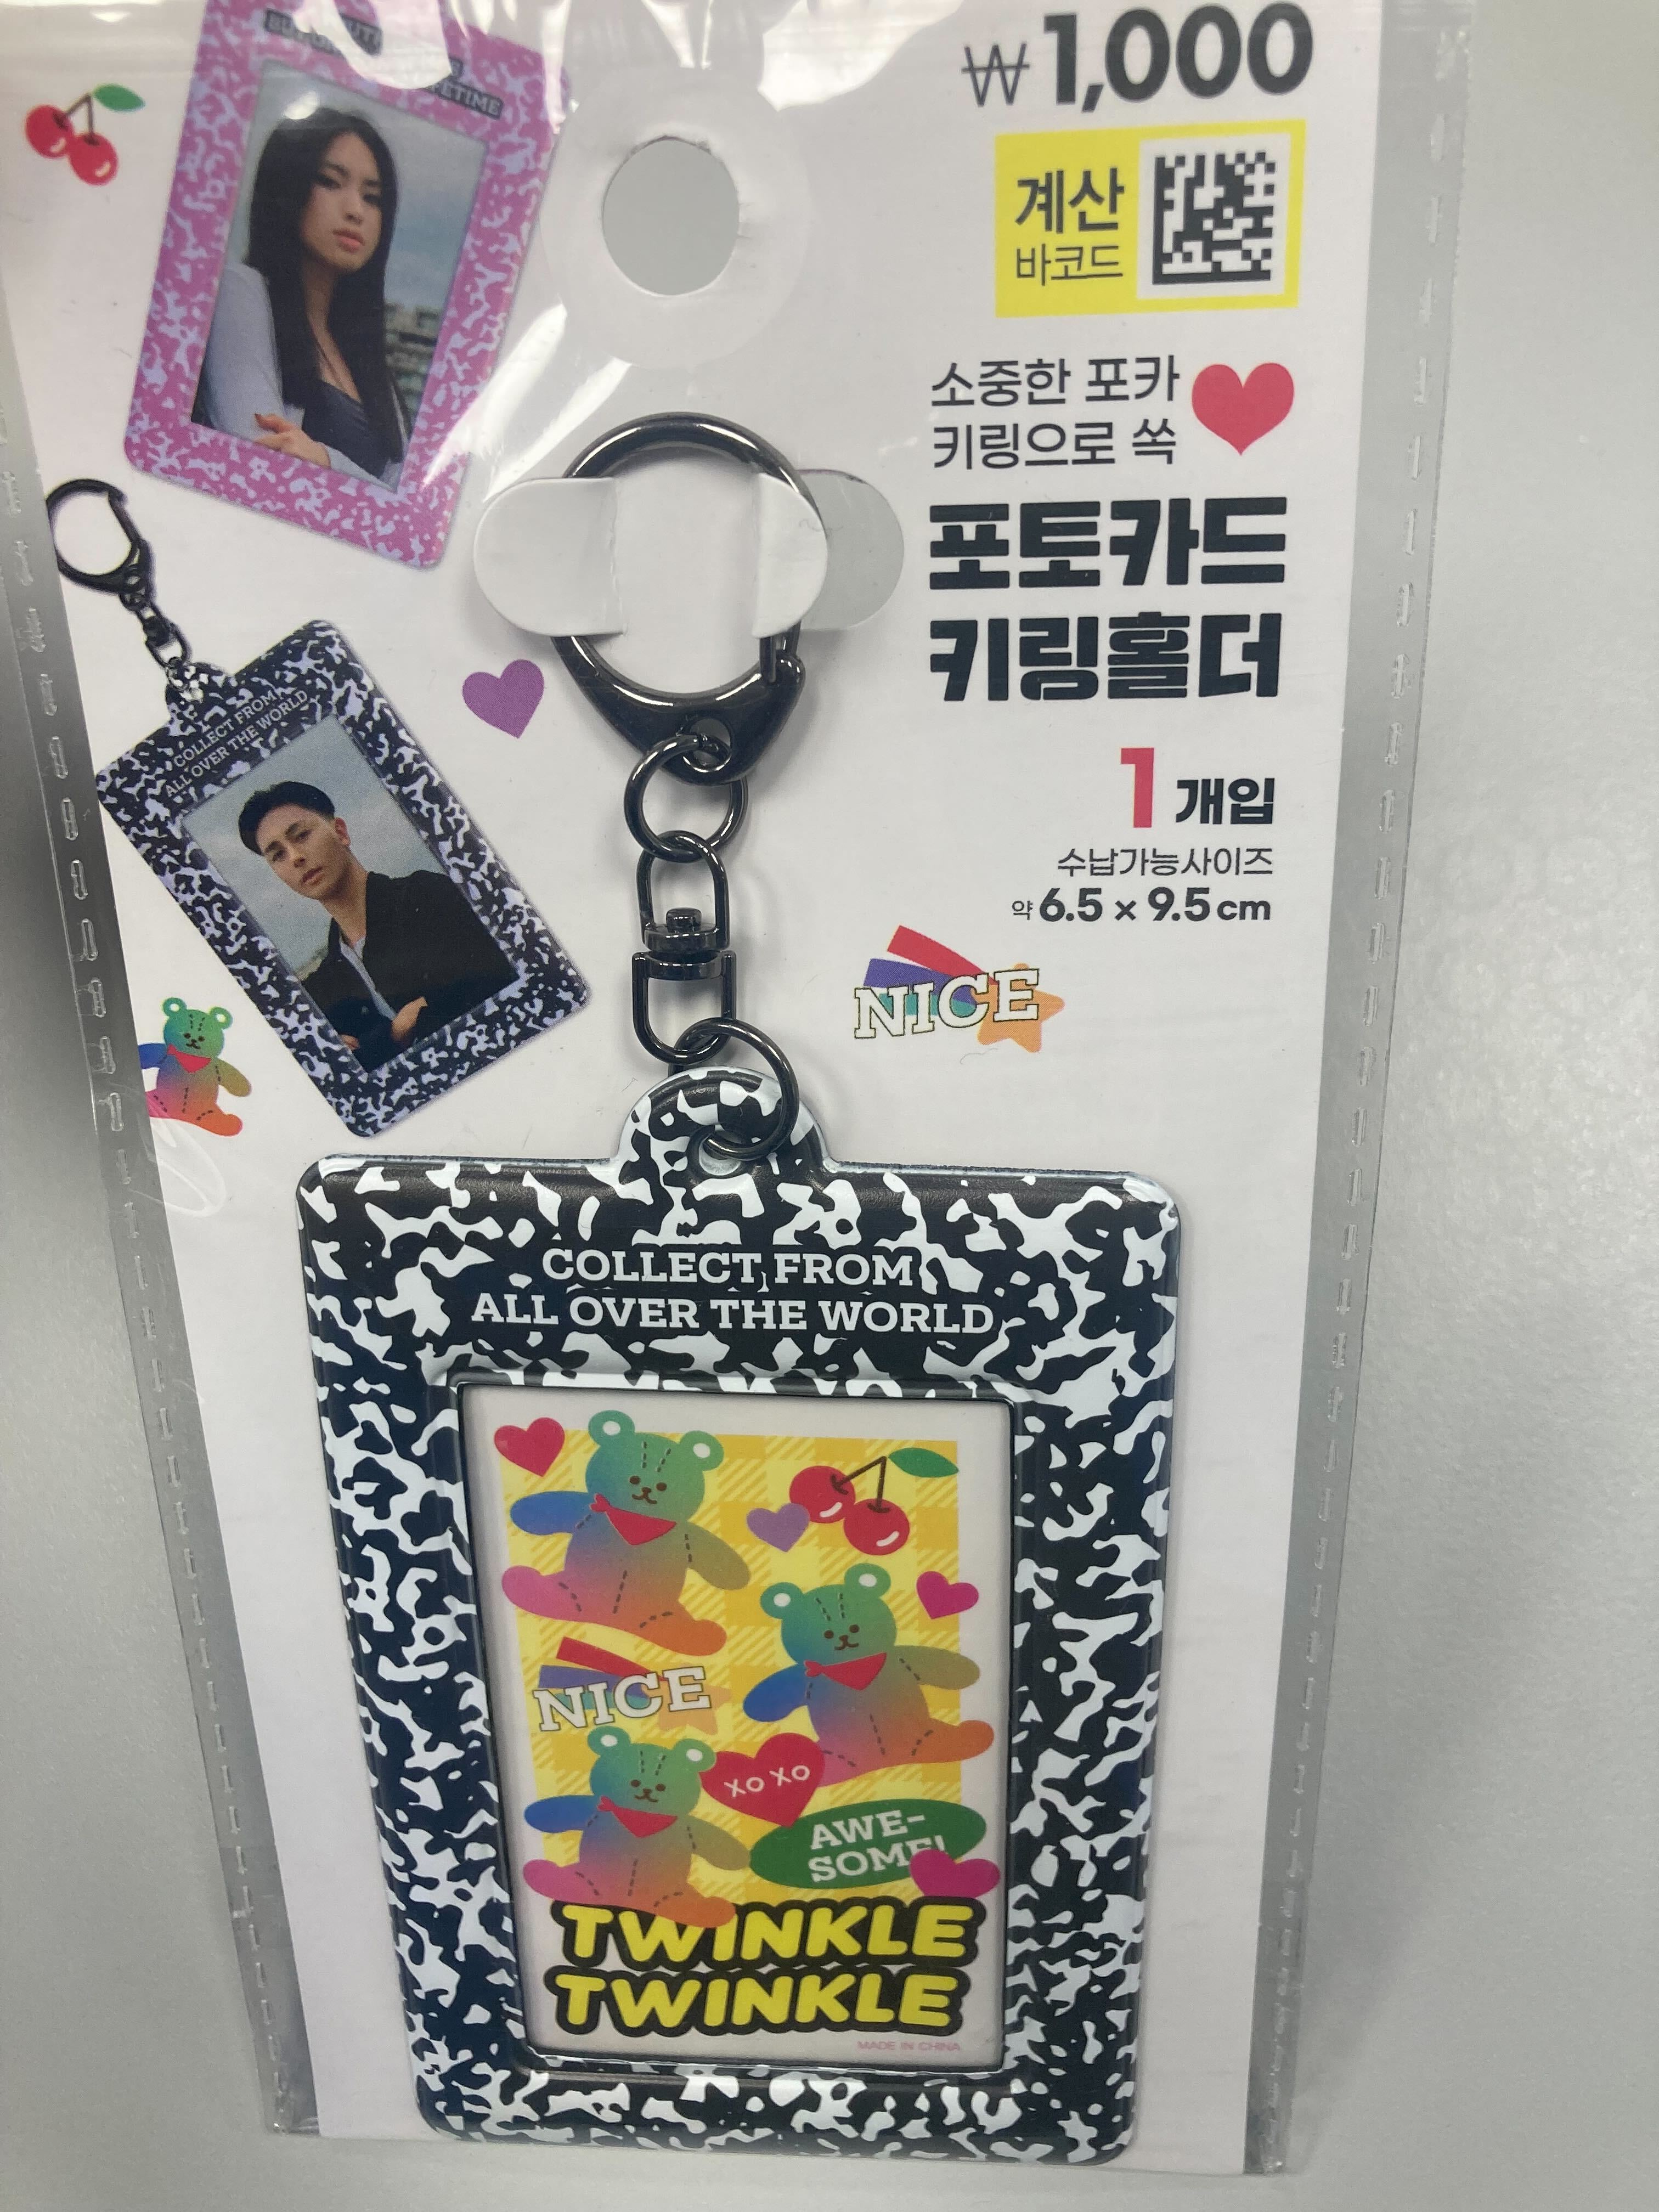 ₩1,000
계산
바코드
소중한 포카
키링으로 쏙
포토카드
키링홀더
1 개입
수납가능사이즈
약 6.5 × 9.5 cm
NICE
COLLECT FROM
ALL OVER THE WORLD
COLLECT FROM
ALL OVER THE WORLD
NICE
XO XO
AWE-
SOME!
TWINKLE
TWINKLE
MADE IN CHINA